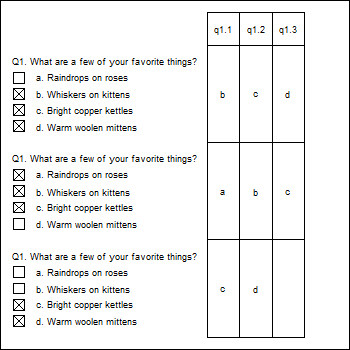 q1.1 q1.2 q1.3
Q1. What are a few of your favorite things?
a. Raindrops on roses
b. Whiskers on kittens
c. Bright copper kettles
d. Warm woolen mittens
b c d
Q1. What are a few of your favorite things?
a. Raindrops on roses
b. Whiskers on kittens
c. Bright copper kettles
d. Warm woolen mittens
a b c
Q1. What are a few of your favorite things?
a. Raindrops on roses
b. Whiskers on kittens
c. Bright copper kettles
d. Warm woolen mittens
c d